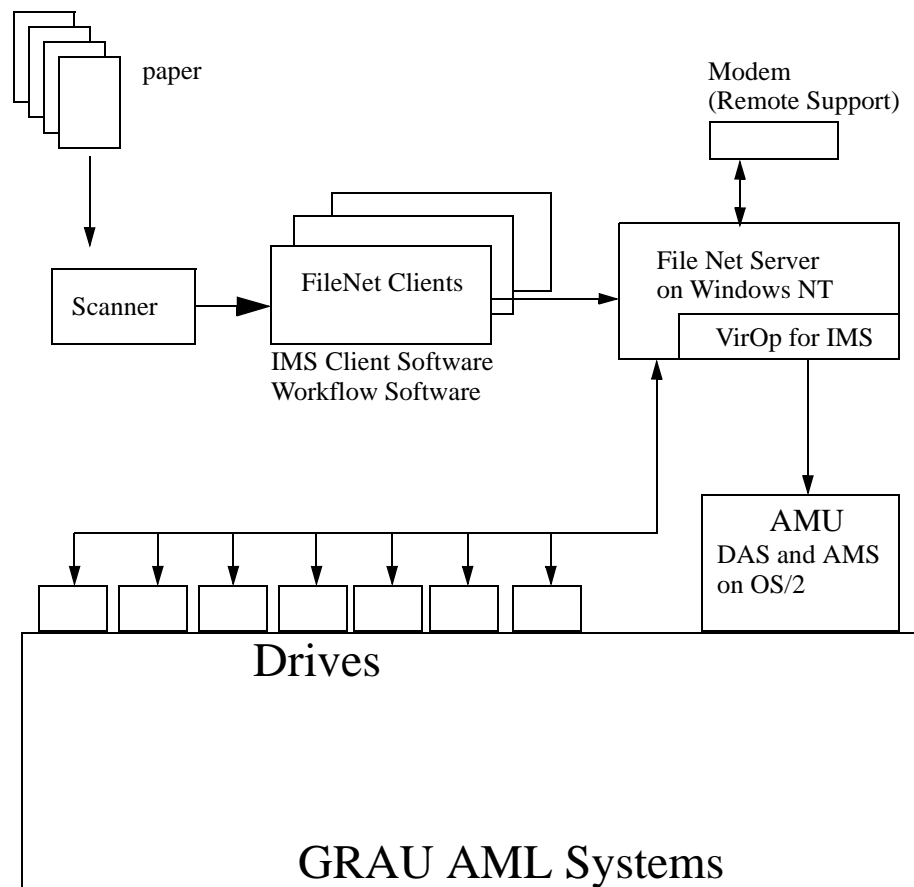 paper
Modem
(Remote Support)
Scanner
FileNet Clients
IMS Client Software
Workflow Software
File Net Server
on Windows NT
VirOp for IMS
AMU
DAS and AMS
on OS/2
Drives
GRAU AML Systems